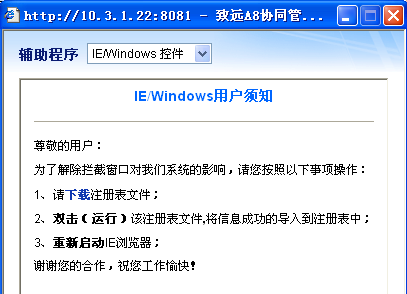 http://10.3.1.22:8081 - 致远A8协同管...
辅助程序 IE/Windows 控件
IE/Windows用户须知
尊敬的用户：
为了解除拦截窗口对我们系统的影响，请您按照以下事项操作：
1、请下载注册表文件；
2、双击（运行）该注册表文件,将信息成功的导入到注册表中；
3、重新启动IE浏览器；
谢谢您的合作，祝您工作愉快！